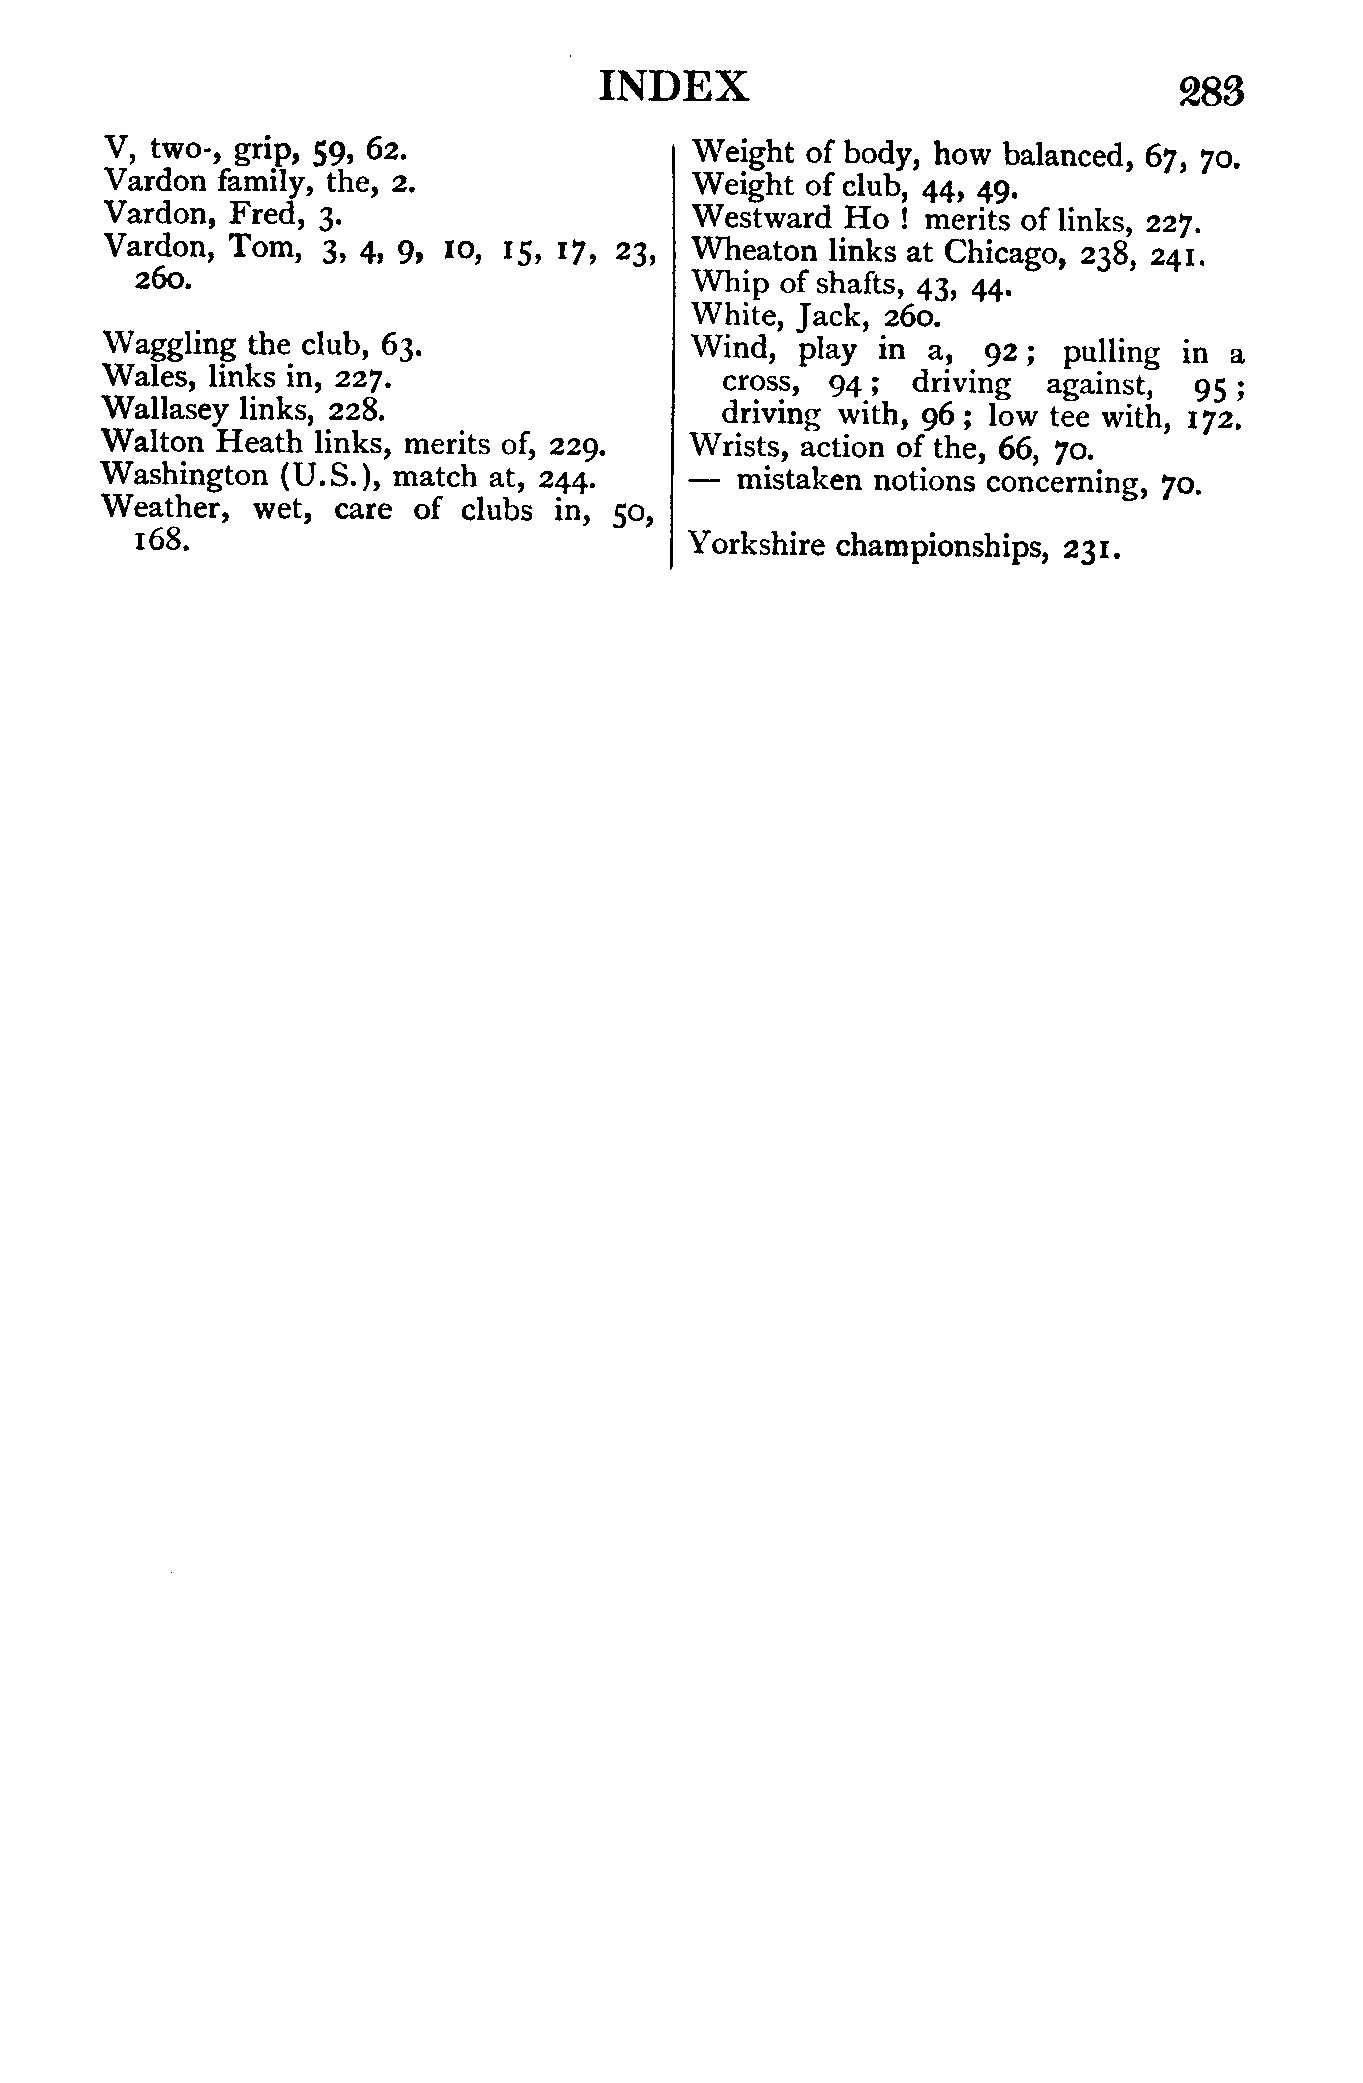 INDEX
283
V, two-, grip, 59, 62.
Vardon family, the, 2.
Vardon, Fred, 3.
Vardon, Tom, 3, 4, 9, 10, 15, 17, 23,
260.
Waggling the club, 63.
Wales, links in, 227.
Wallasey links, 228.
Walton Heath links, merits of, 229.
Washington (U.S.), match at, 244.
Weather, wet, care of clubs in, 50,
168.
Weight of body, how balanced, 67, 70.
Weight of club, 44, 49.
Westward Ho ! merits of links, 227.
Wheaton links at Chicago, 238, 241.
Whip of shafts, 43, 44.
White, Jack, 260.
Wind, play in a, 92 ; pulling in a
cross, 94 ; driving against, 95 ;
driving with, 96 ; low tee with, 172.
Wrists, action of the, 66, 70.
— mistaken notions concerning, 70.
Yorkshire championships, 231.